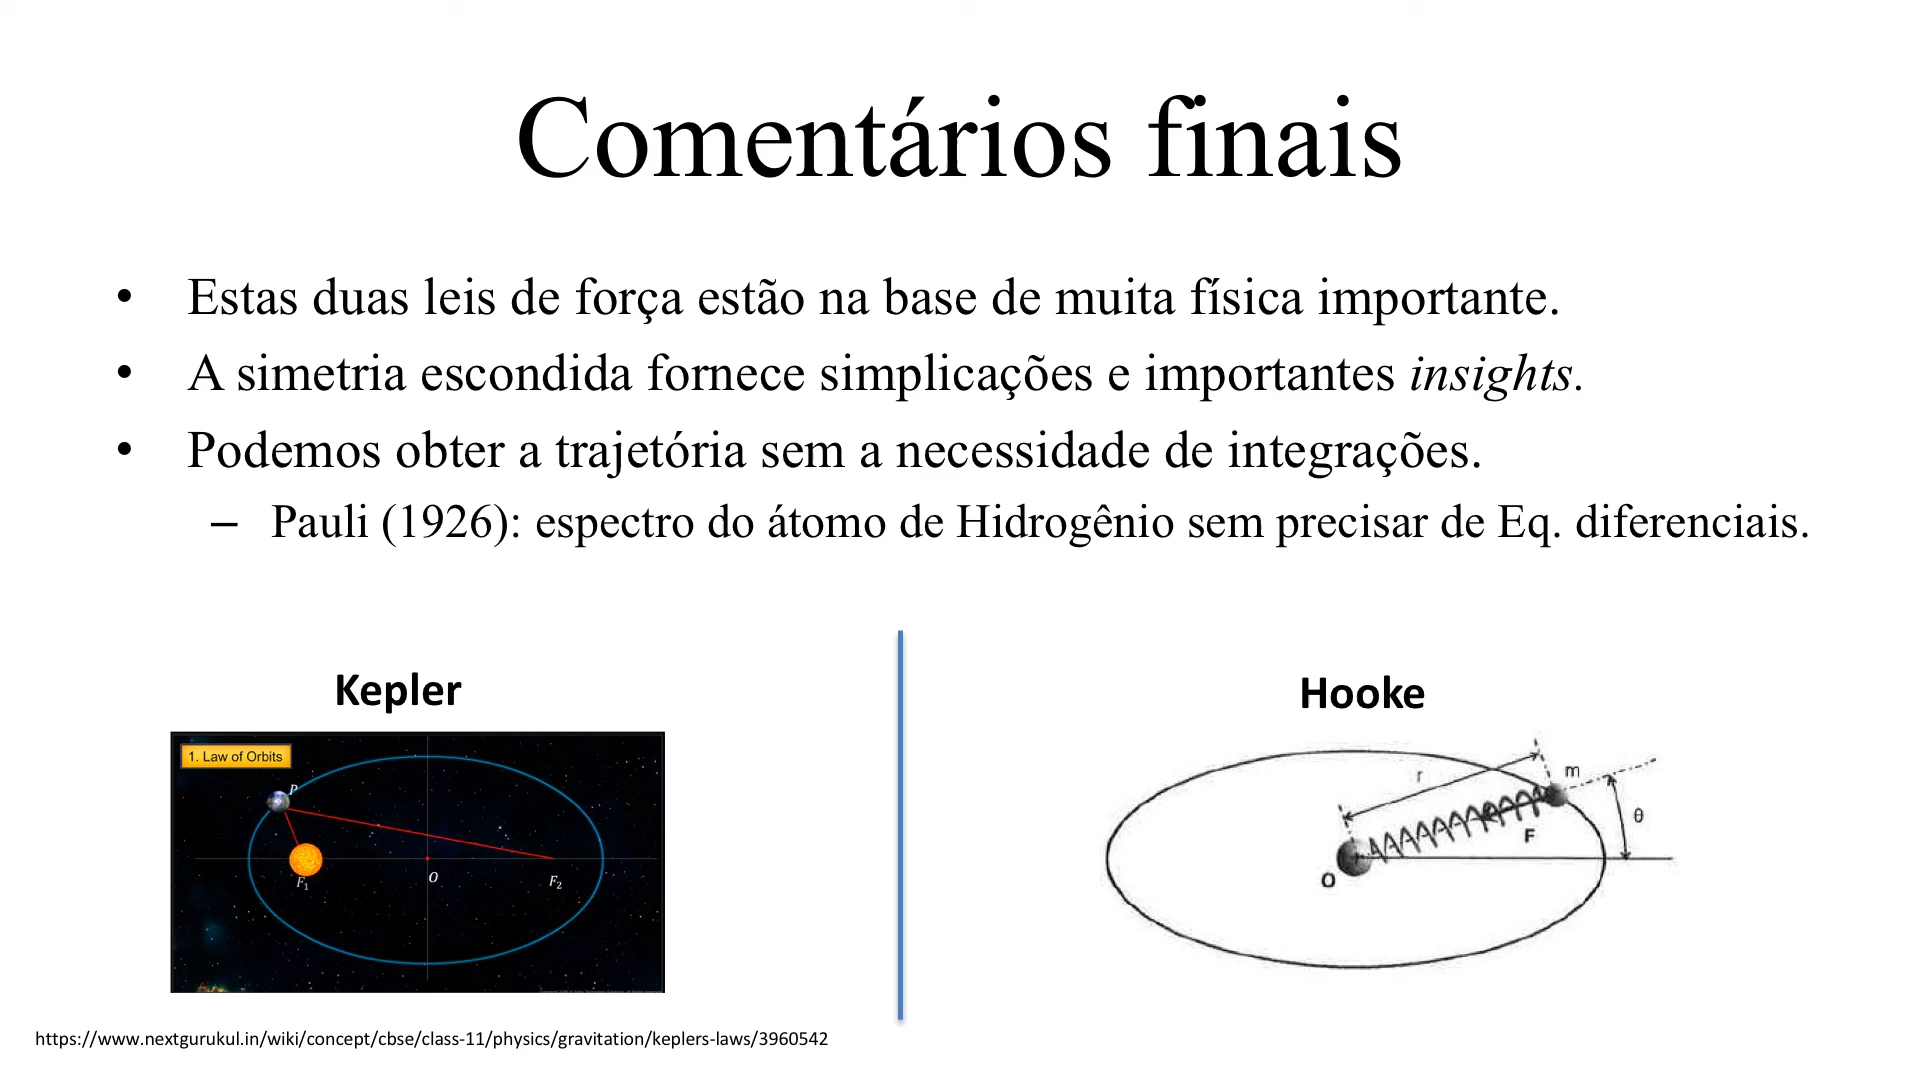 Comentários finais
• Estas duas leis de força estão na base de muita física importante.
• A simetria escondida fornece simplicações e importantes insights.
• Podemos obter a trajetória sem a necessidade de integrações.
– Pauli (1926): espectro do átomo de Hidrogênio sem precisar de Eq. diferenciais.
Kepler
Hooke
1. Law of Orbits
P
F₁
O
F₂
r
m
θ
F
O
https://www.nextgurukul.in/wiki/concept/cbse/class-11/physics/gravitation/keplers-laws/3960542